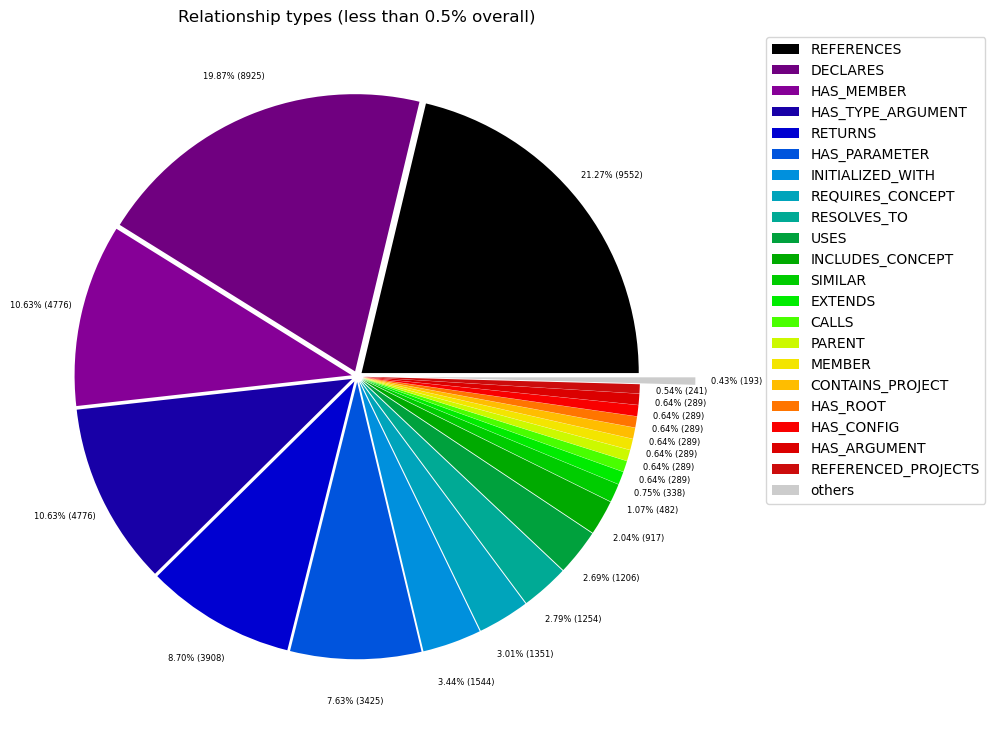 Relationship types (less than 0.5% overall)
21.27% (9552)
19.87% (8925)
10.63% (4776)
10.63% (4776)
8.70% (3908)
7.63% (3425)
3.44% (1544)
3.01% (1351)
2.79% (1254)
2.69% (1206)
2.04% (917)
1.07% (482)
0.75% (338)
0.64% (289)
0.64% (289)
0.64% (289)
0.64% (289)
0.64% (289)
0.64% (289)
0.64% (289)
0.54% (241)
0.43% (193)
REFERENCES
DECLARES
HAS_MEMBER
HAS_TYPE_ARGUMENT
RETURNS
HAS_PARAMETER
INITIALIZED_WITH
REQUIRES_CONCEPT
RESOLVES_TO
USES
INCLUDES_CONCEPT
SIMILAR
EXTENDS
CALLS
PARENT
MEMBER
CONTAINS_PROJECT
HAS_ROOT
HAS_CONFIG
HAS_ARGUMENT
REFERENCED_PROJECTS
others